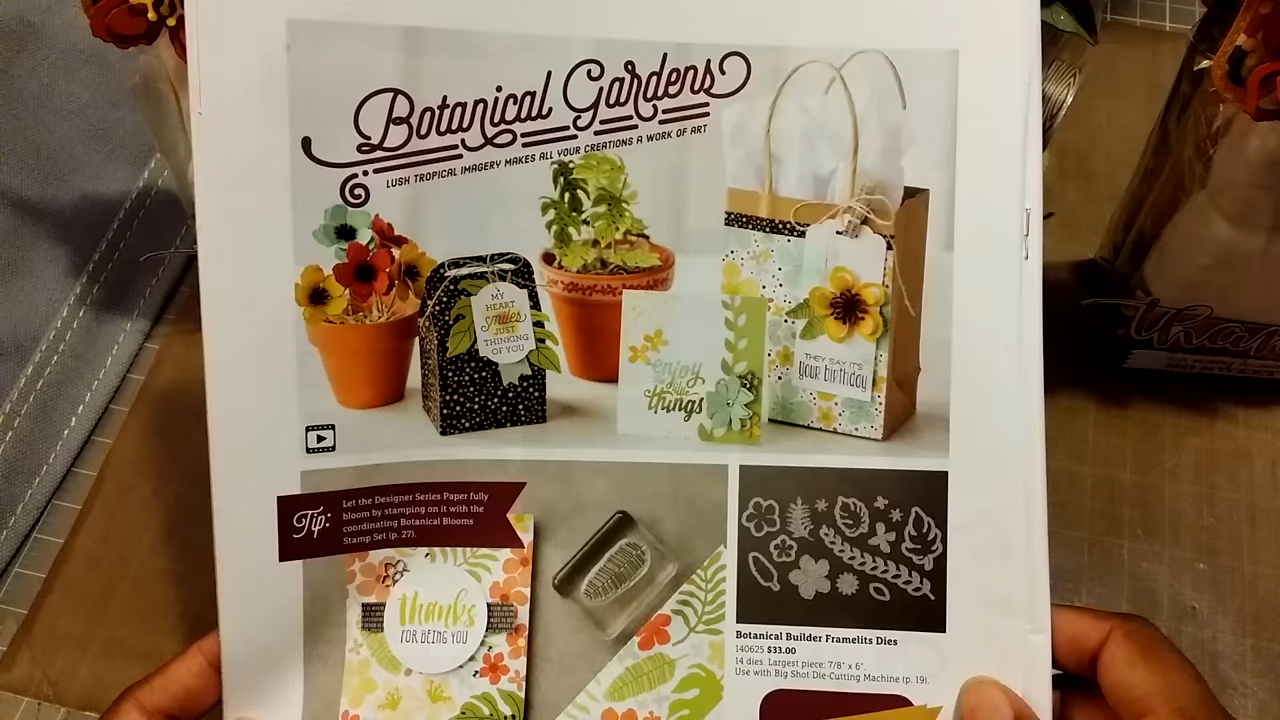 Botanical Gardens
LUSH TROPICAL IMAGERY MAKES ALL YOUR CREATIONS A WORK OF ART
MY
HEART
smiles
JUST
THINKING
OF YOU
enjoy
the little
things
THEY SAY IT'S
your birthday
Tip:
Let the Designer Series Paper fully
bloom by stamping on it with the
coordinating Botanical Blooms
Stamp Set (p. 27).
thanks
FOR BEING YOU
Botanical Builder Framelits Dies
140625 $33.00
14 dies. Largest piece: 7/8" x 6".
Use with Big Shot Die-Cutting Machine (p. 19).